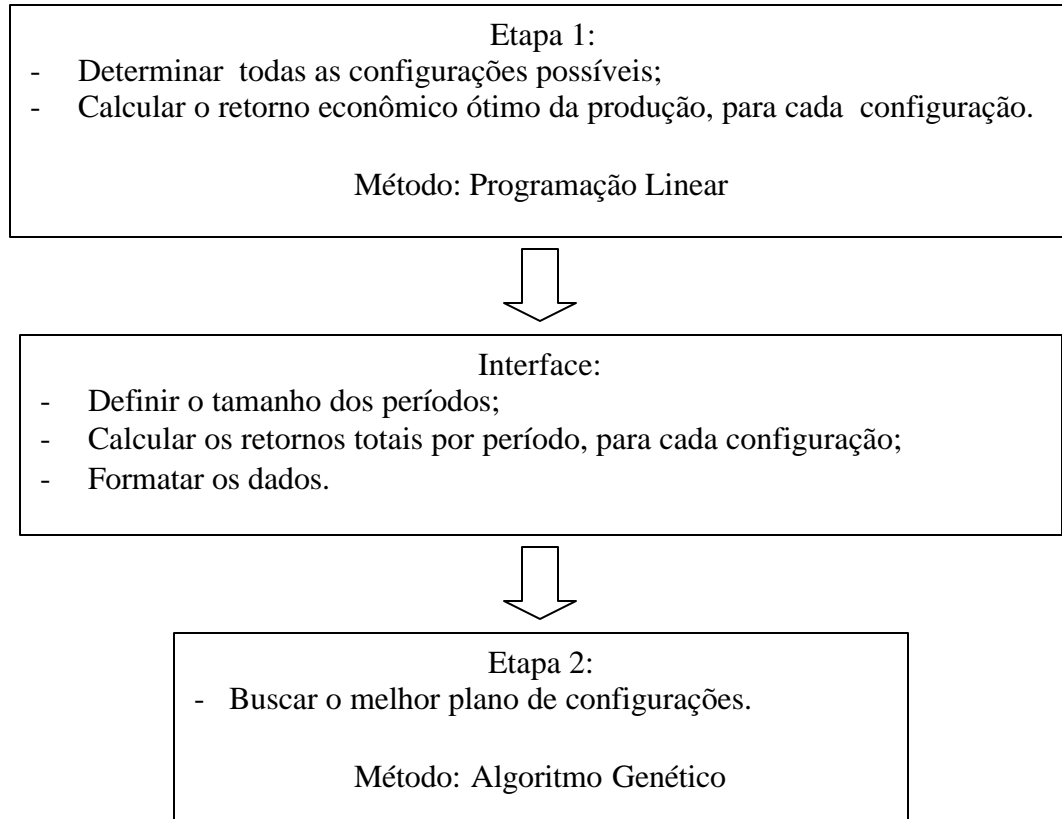 Etapa 1:
- Determinar todas as configurações possíveis;
- Calcular o retorno econômico ótimo da produção, para cada configuração.
Método: Programação Linear
Interface:
- Definir o tamanho dos períodos;
- Calcular os retornos totais por período, para cada configuração;
- Formatar os dados.
Etapa 2:
- Buscar o melhor plano de configurações.
Método: Algoritmo Genético